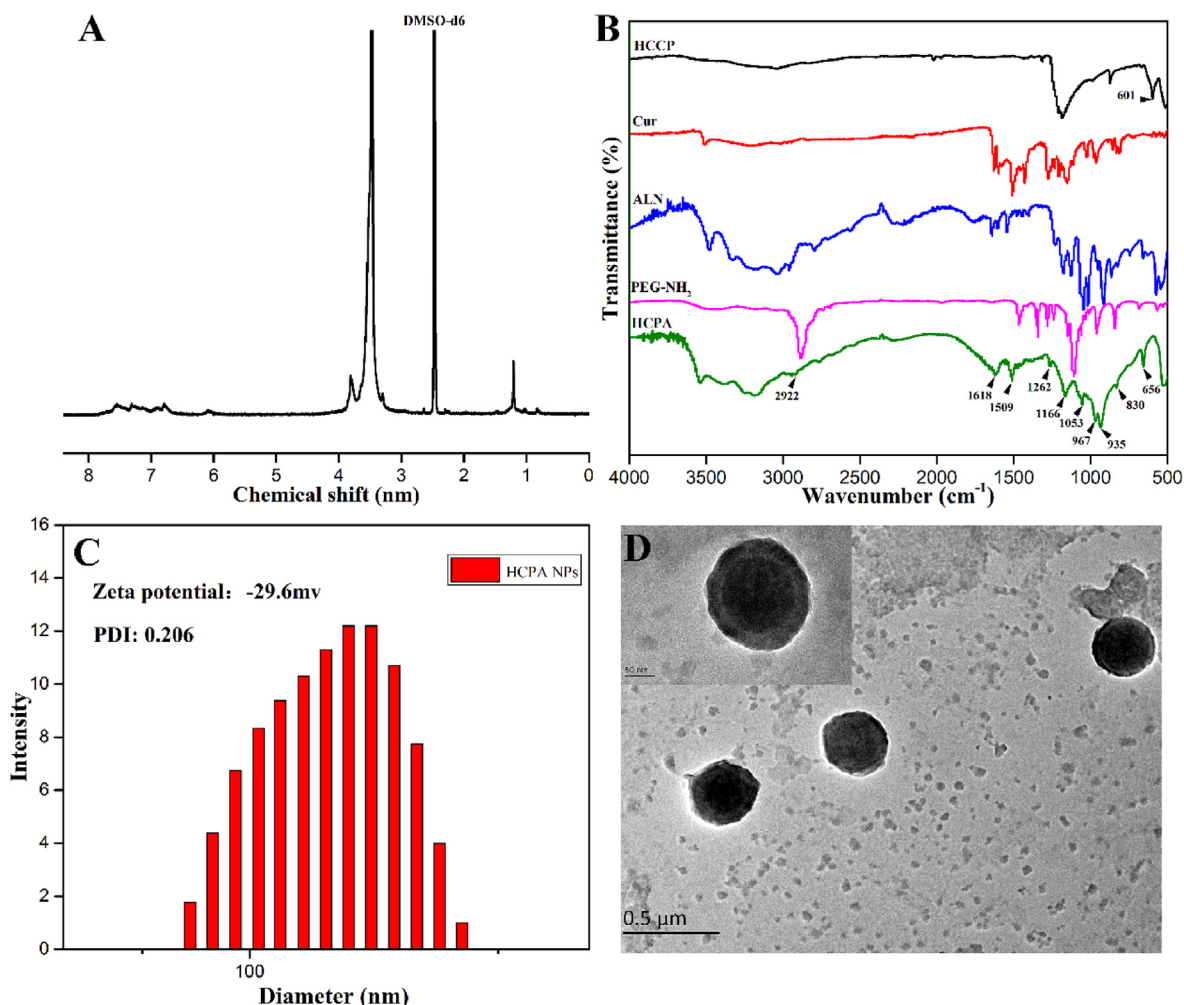 A
DMSO-d6
8 7 6 5 4 3 2 1 0
Chemical shift (nm)
B
HCCP
601
Cur
ALN
PEG-NH2
HCPA
2922
1618
1509
1262
1166
1053
967
935
830
656
Transmittance (%)
4000 3500 3000 2500 2000 1500 1000 500
Wavenumber (cm-1)
C
HCPA NPs
Zeta potential: -29.6mv
PDI: 0.206
16
14
12
10
8
6
4
2
0
Intensity
100
Diameter (nm)
D
50 nm
0.5 µm